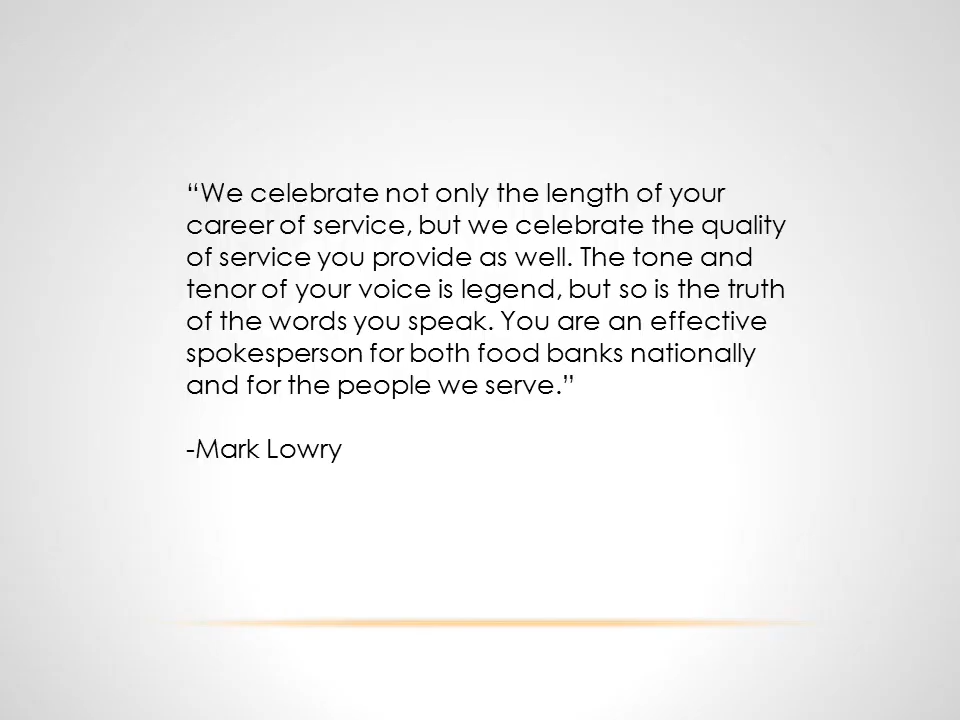 “We celebrate not only the length of your
career of service, but we celebrate the quality
of service you provide as well. The tone and
tenor of your voice is legend, but so is the truth
of the words you speak. You are an effective
spokesperson for both food banks nationally
and for the people we serve.”
-Mark Lowry